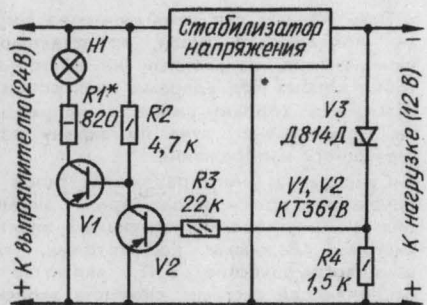 −
Стабилизатор
напряжения
−
H1
R1*
820
R2
4,7 к
V3
Д814Д
R3
22 к
V1, V2
КТ361В
V1
V2
R4
1,5 к
+ К выпрямителю (24 В)
+ К нагрузке (12 В)